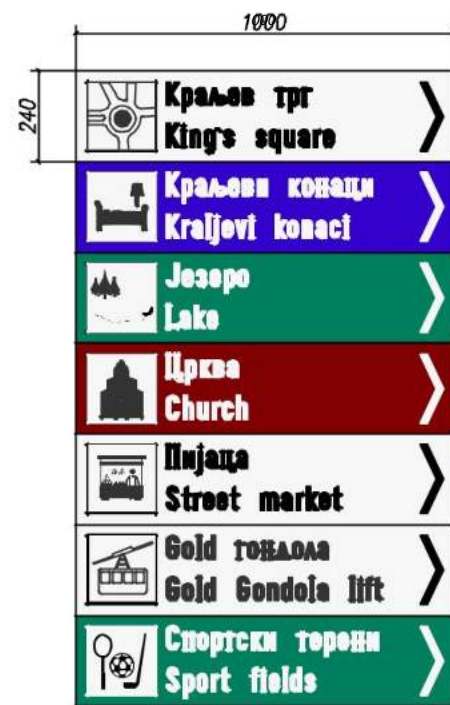 1000
240
Краљев трг
King's square
Краљеви конаци
Kraljevi konaci
Језеро
Lake
Црква
Church
Пијаца
Street market
Gold гондола
Gold Gondola lift
Спортски терени
Sport fields